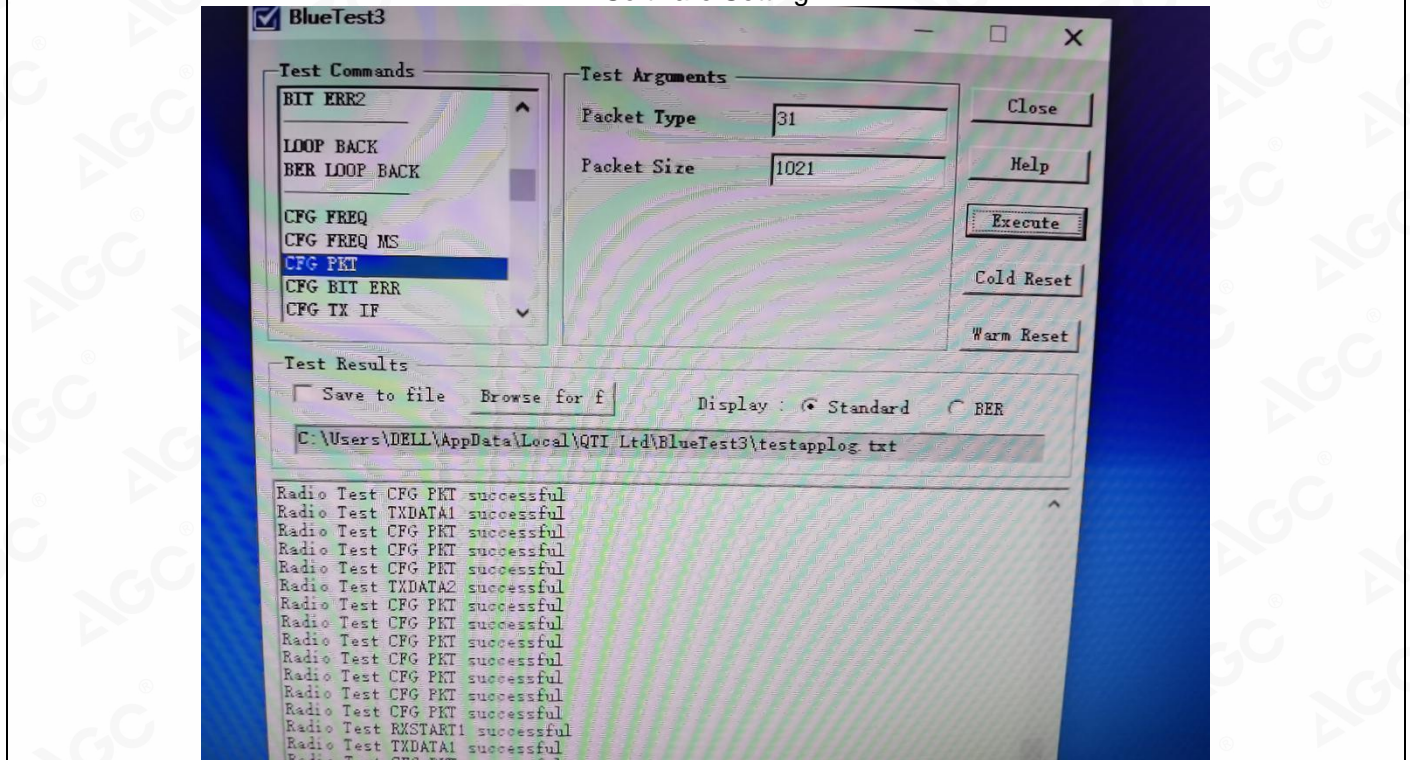 BlueTest3
Test Commands
BIT ERR2
LOOP BACK
BER LOOP BACK
CFG FREQ
CFG FREQ MS
CFG PKT
CFG BIT ERR
CFG TX IF
Test Arguments
Packet Type 31
Packet Size 1021
Close
Help
Execute
Cold Reset
Warm Reset
Test Results
Save to file Browse for f Display : Standard BER
C:\Users\DELL\AppData\Local\QTI Ltd\BlueTest3\testapplog.txt
Radio Test CFG PKT successful
Radio Test TXDATA1 successful
Radio Test CFG PKT successful
Radio Test CFG PKT successful
Radio Test CFG PKT successful
Radio Test TXDATA2 successful
Radio Test CFG PKT successful
Radio Test CFG PKT successful
Radio Test CFG PKT successful
Radio Test CFG PKT successful
Radio Test CFG PKT successful
Radio Test CFG PKT successful
Radio Test CFG PKT successful
Radio Test RXSTART1 successful
Radio Test TXDATA1 successful
AGC